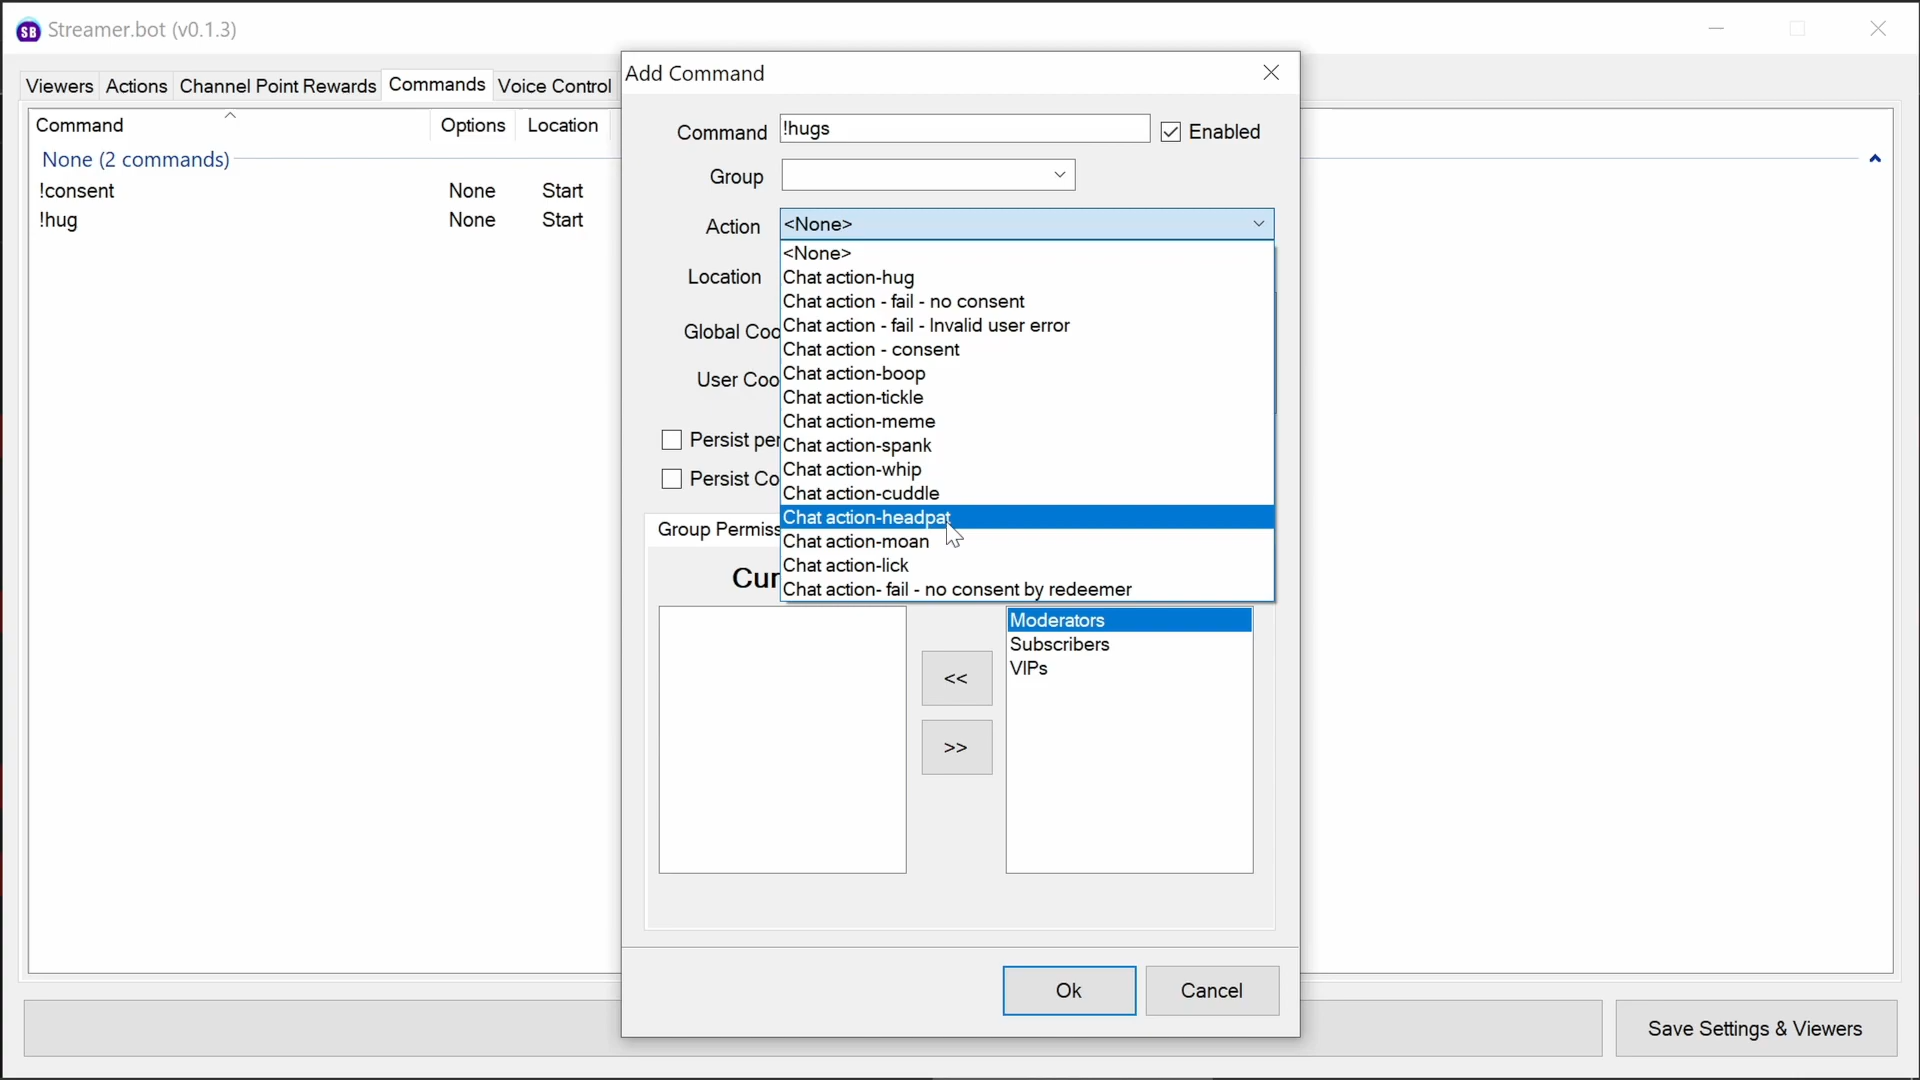 SB Streamer.bot (v0.1.3)
Viewers Actions Channel Point Rewards Commands Voice Control
Command Options Location
None (2 commands)
!consent None Start
!hug None Start
Add Command
Command !hugs Enabled
Group
Action <None>
<None>
Chat action-hug
Location
Chat action - fail - no consent
Chat action - fail - Invalid user error
Global Coo
Chat action - consent
Chat action-boop
User Coo
Chat action-tickle
Chat action-meme
Persist per
Chat action-spank
Chat action-whip
Persist Co
Chat action-cuddle
Chat action-headpat
Group Permiss
Chat action-moan
Chat action-lick
Cur
Chat action- fail - no consent by redeemer
Moderators
Subscribers
VIPs
<<
>>
Ok Cancel
Save Settings & Viewers